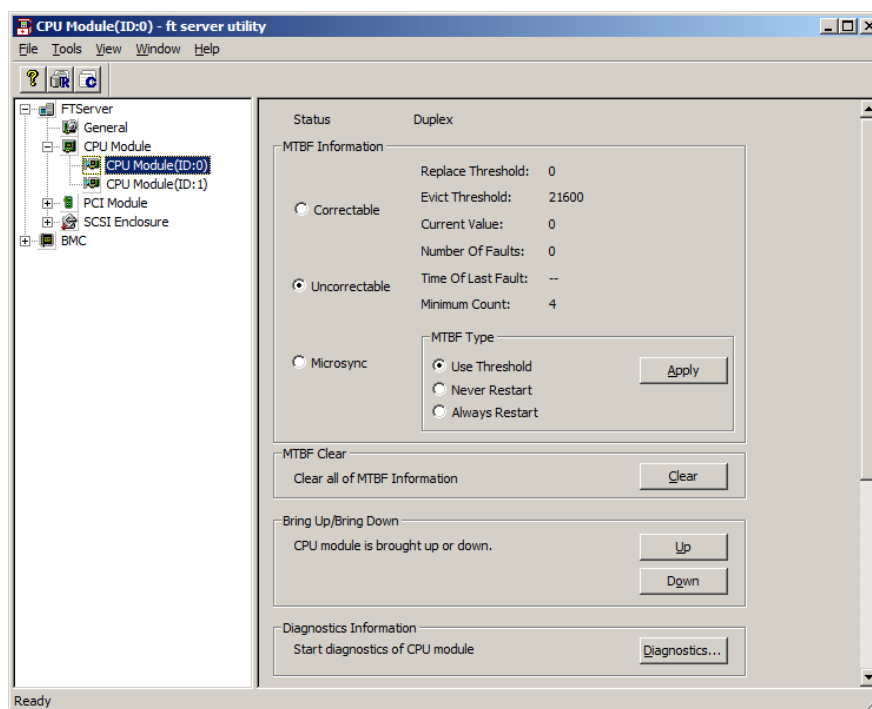 CPU Module(ID:0) - ft server utility
File Tools View Window Help
FTServer
General
CPU Module
CPU Module(ID:0)
CPU Module(ID:1)
PCI Module
SCSI Enclosure
BMC
Status Duplex
MTBF Information
Correctable
Uncorrectable
Microsync
Replace Threshold: 0
Evict Threshold: 21600
Current Value: 0
Number Of Faults: 0
Time Of Last Fault: --
Minimum Count: 4
MTBF Type
Use Threshold
Never Restart
Always Restart
Apply
MTBF Clear
Clear all of MTBF Information
Clear
Bring Up/Bring Down
CPU module is brought up or down.
Up
Down
Diagnostics Information
Start diagnostics of CPU module
Diagnostics...
Ready